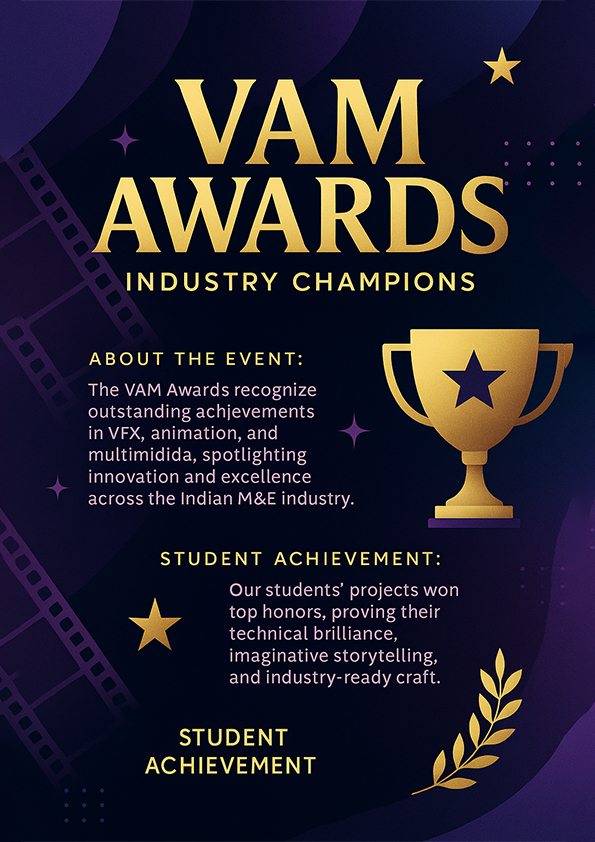 VAM
AWARDS
INDUSTRY CHAMPIONS
ABOUT THE EVENT:
The VAM Awards recognize
outstanding achjevements
in VFX, animation, and
multimidida, spotlighting
innovation and excellence
across the Indian M&E industry.
STUDENT ACHIEVEMENT:
Our students’ projects won
top honors, proving their
technical brilliance,
imaginative storytelling,
and industry-ready craft.
STUDENT
ACHIEVEMENT